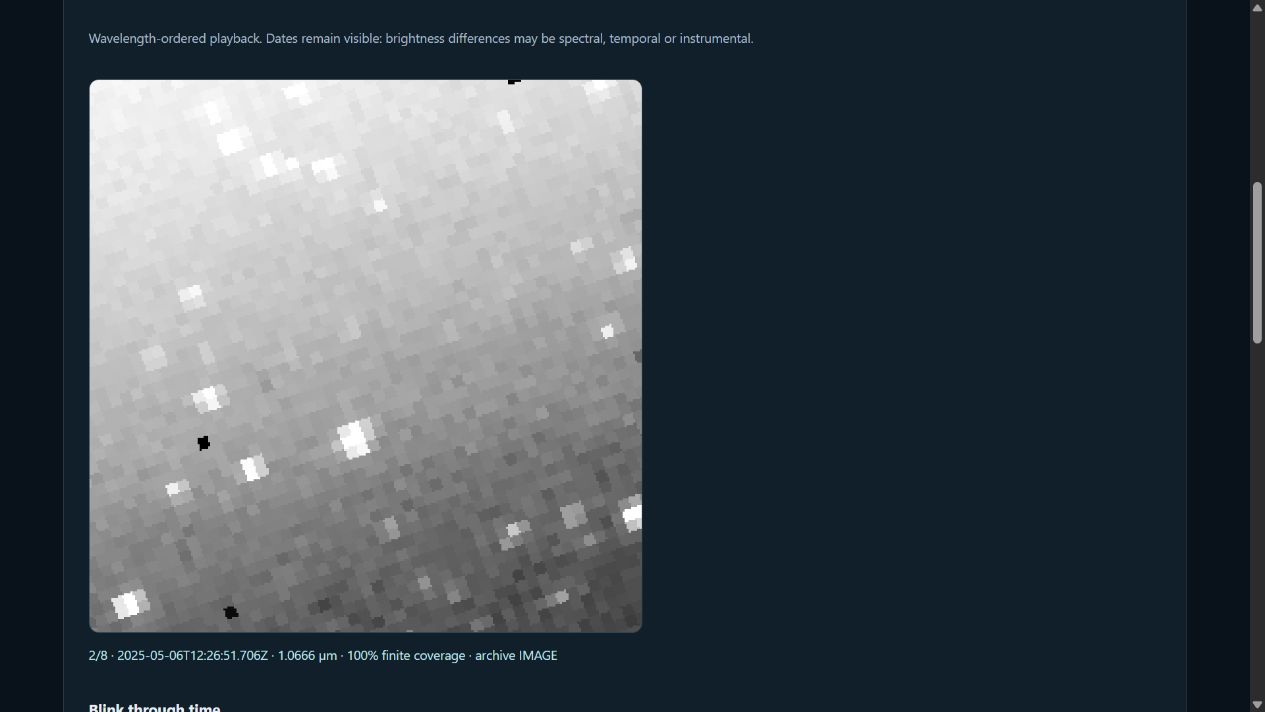 Wavelength-ordered playback. Dates remain visible: brightness differences may be spectral, temporal or instrumental.
2/8 · 2025-05-06T12:26:51.706Z · 1.0666 µm · 100% finite coverage · archive IMAGE
Blink through time